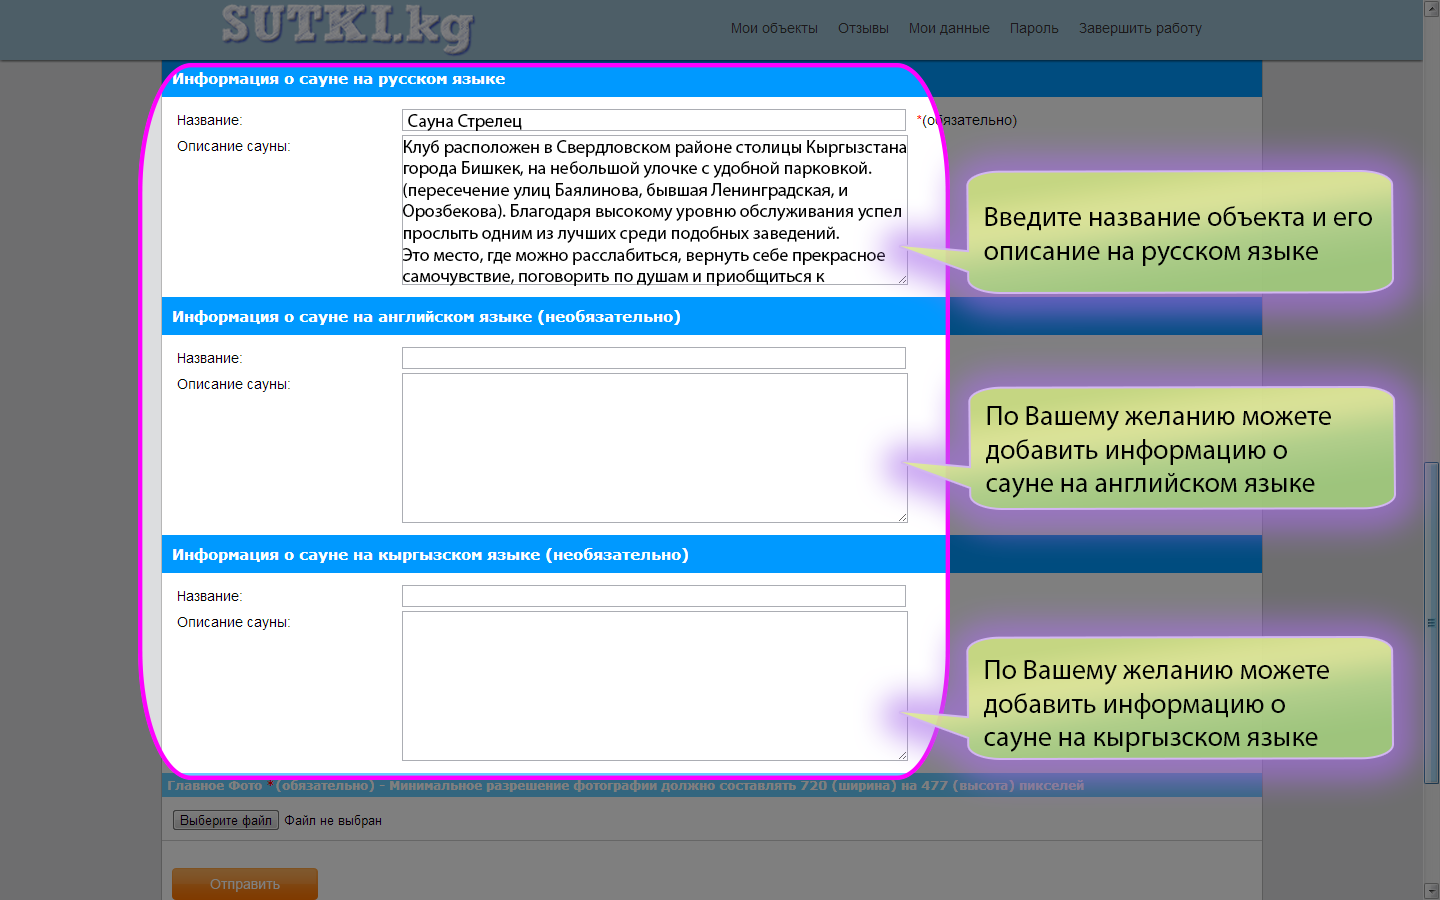 SUTKI.kg
Мои объекты Отзывы Мои данные Пароль Завершить работу
Информация о сауне на русском языке
Название: Сауна Стрелец *(обязательно)
Описание сауны:
Клуб расположен в Свердловском районе столицы Кыргызстана
города Бишкек, на небольшой улочке с удобной парковкой.
(пересечение улиц Баялинова, бывшая Ленинградская, и
Орозбекова). Благодаря высокому уровню обслуживания успел
прослыть одним из лучших среди подобных заведений.
Это место, где можно расслабиться, вернуть себе прекрасное
самочувствие, поговорить по душам и приобщиться к
Введите название объекта и его
описание на русском языке
Информация о сауне на английском языке (необязательно)
Название:
Описание сауны:
По Вашему желанию можете
добавить информацию о
сауне на английском языке
Информация о сауне на кыргызском языке (необязательно)
Название:
Описание сауны:
По Вашему желанию можете
добавить информацию о
сауне на кыргызском языке
Главное Фото *(обязательно) - Минимальное разрешение фотографии должно составлять 720 (ширина) на 477 (высота) пикселей
Выберите файл Файл не выбран
Отправить